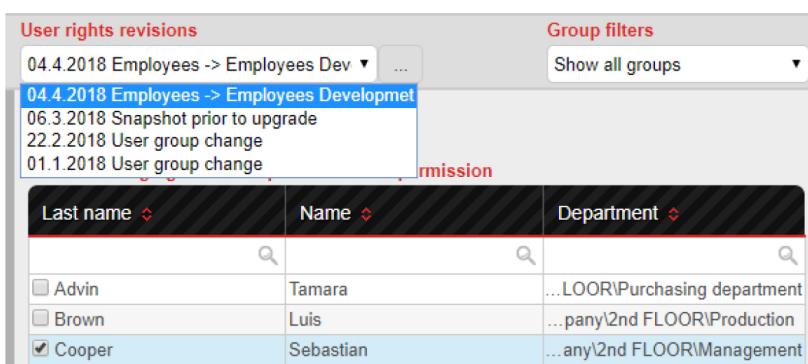 User rights revisions Group filters
04.4.2018 Employees -> Employees Dev ... Show all groups
04.4.2018 Employees -> Employees Developmet
06.3.2018 Snapshot prior to upgrade
22.2.2018 User group change
01.1.2018 User group change
rmission
Last name Name Department
Advin Tamara ...LOOR\Purchasing department
Brown Luis ...pany\2nd FLOOR\Production
Cooper Sebastian ...any\2nd FLOOR\Management